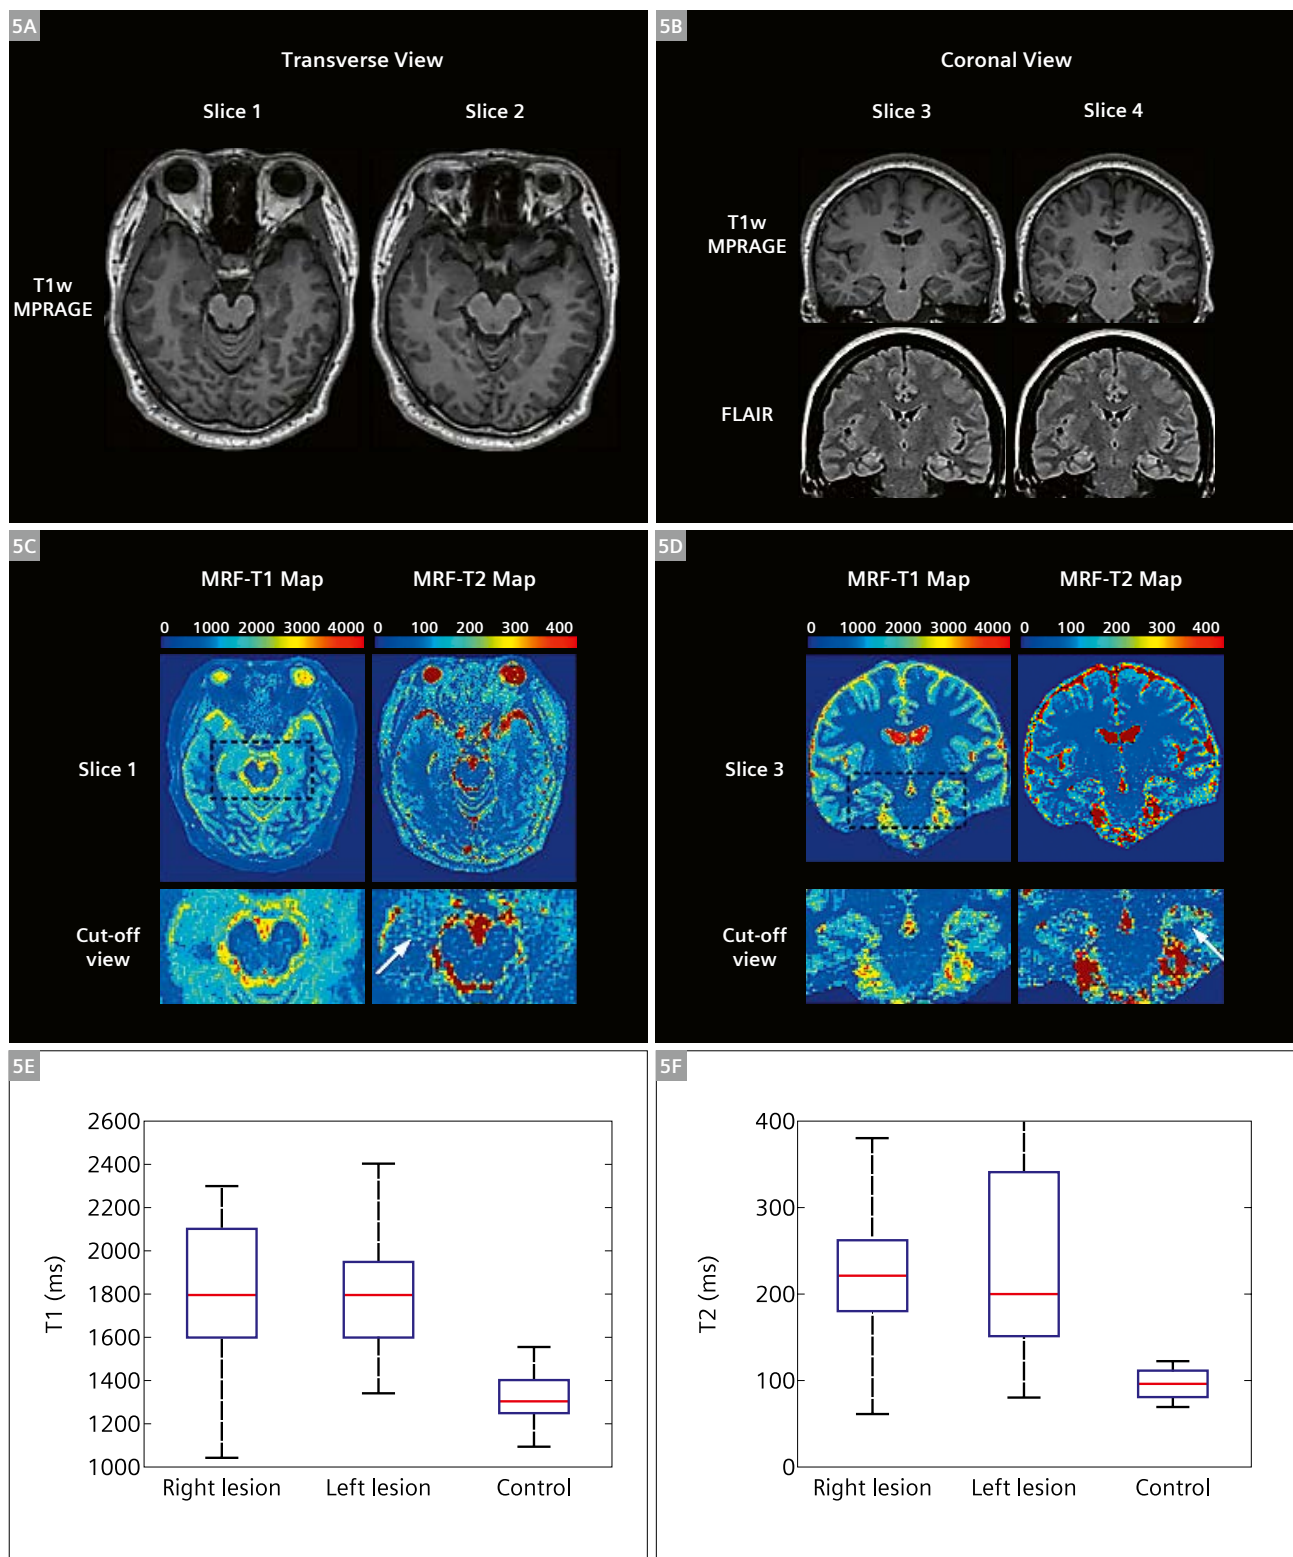 5A
Transverse View
Slice 1 Slice 2
T1w
MPRAGE
5B
Coronal View
Slice 3 Slice 4
T1w
MPRAGE
FLAIR
5C
MRF-T1 Map MRF-T2 Map
0 1000 2000 3000 4000 0 100 200 300 400
Slice 1
Cut-off
view
5D
MRF-T1 Map MRF-T2 Map
0 1000 2000 3000 4000 0 100 200 300 400
Slice 3
Cut-off
view
5E
2600
2400
2200
2000
1800
1600
1400
1200
1000
T1 (ms)
Right lesion Left lesion Control
5F
400
300
200
100
0
T2 (ms)
Right lesion Left lesion Control